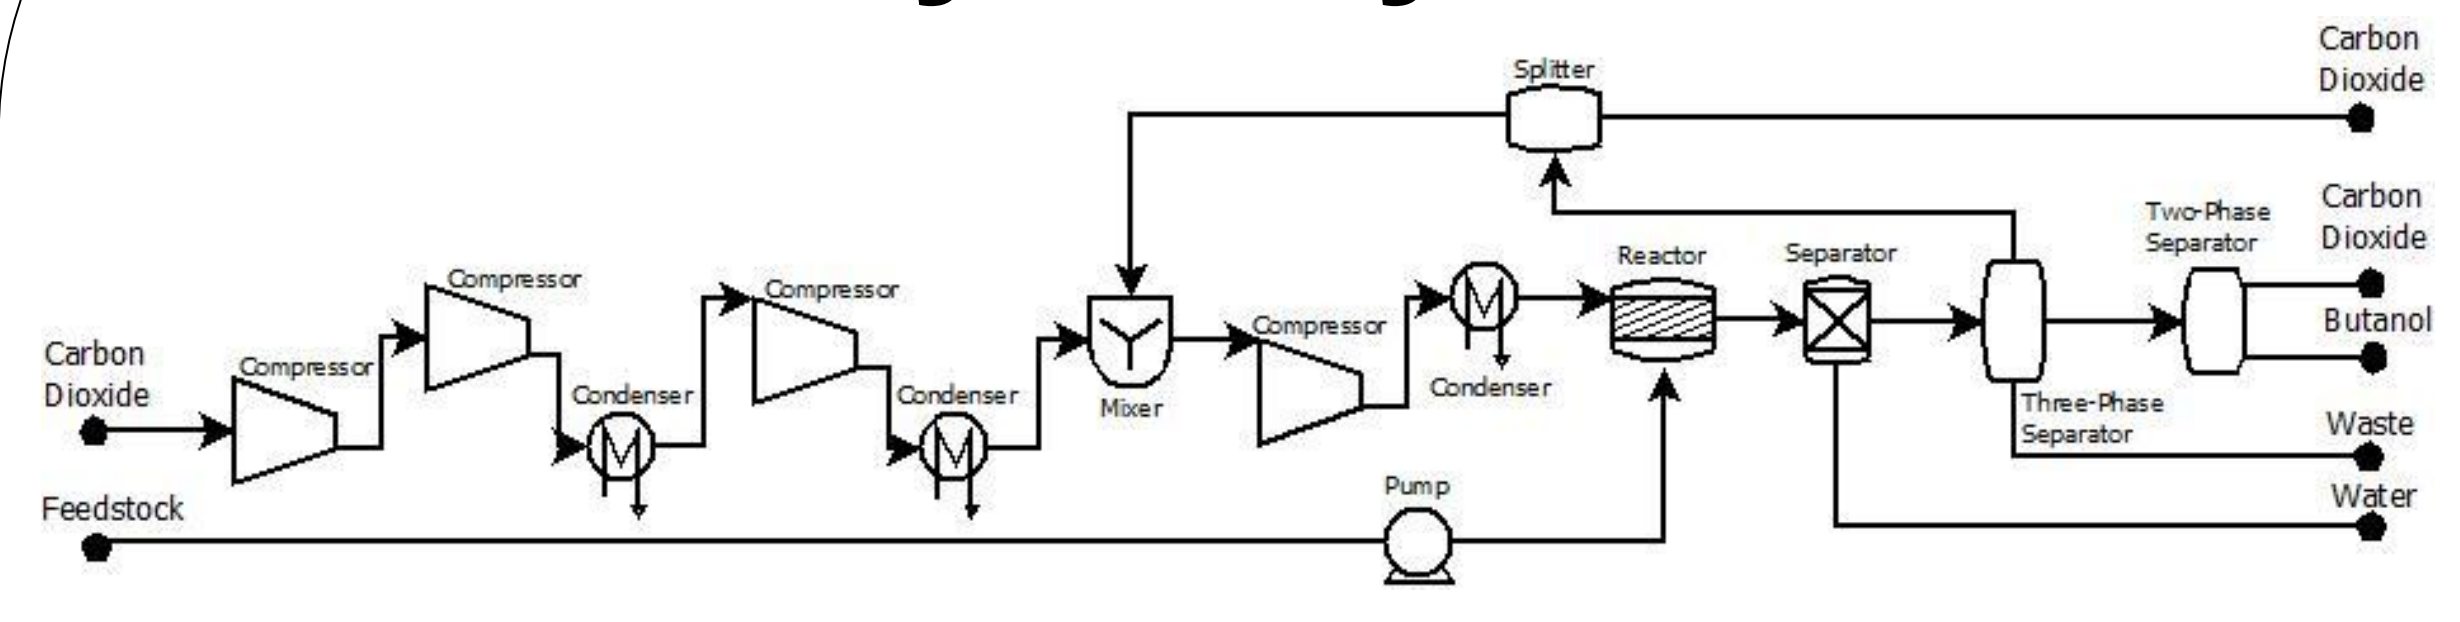 Carbon
Dioxide
Splitter
Carbon
Dioxide
Two-Phase
Separator
Reactor
Separator
Compressor
Compressor
Compressor
Carbon
Dioxide
Compressor
Condenser
Condenser
Mixer
Condenser
Butanol
Three-Phase
Separator
Waste
Pump
Water
Feedstock